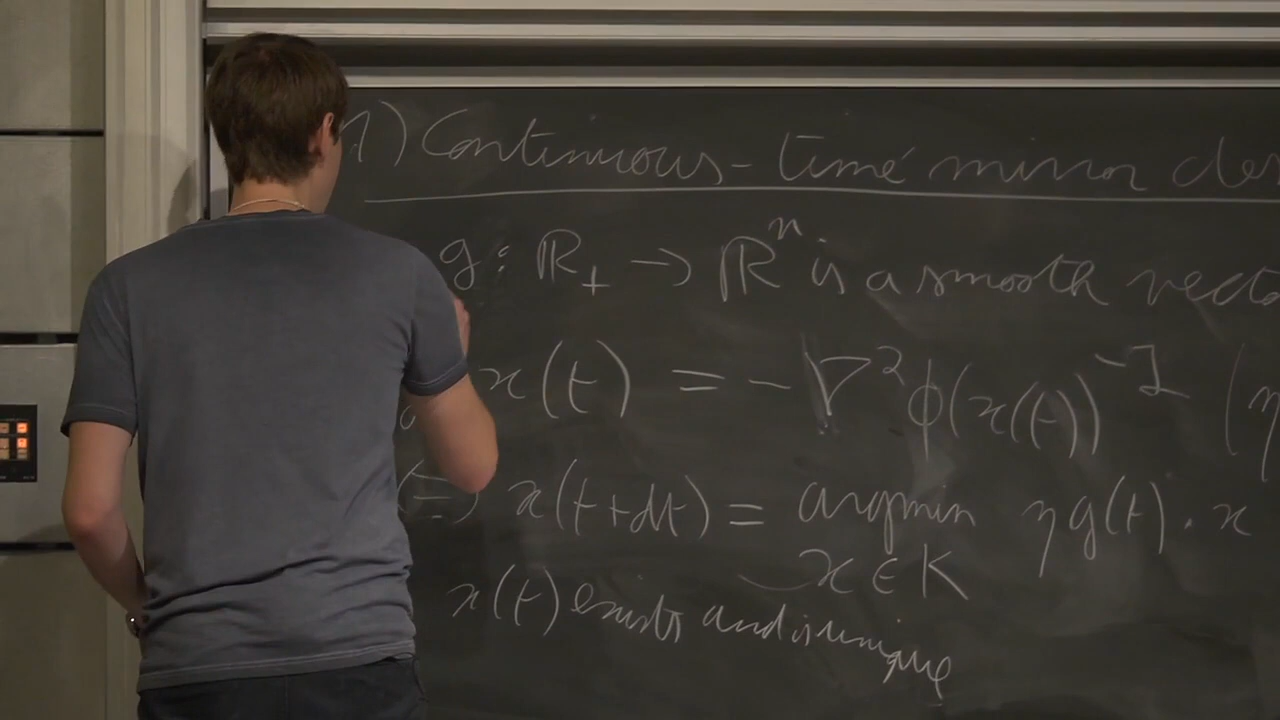 1) Continuous-time mirror des
g: ℝ₊ → ℝⁿ is a smooth vecto
x(t) = -∇²ϕ(x(t))⁻¹ (η
x(t+dt) = argmin ηg(t)·x
x∈K
x(t) exists and is unique